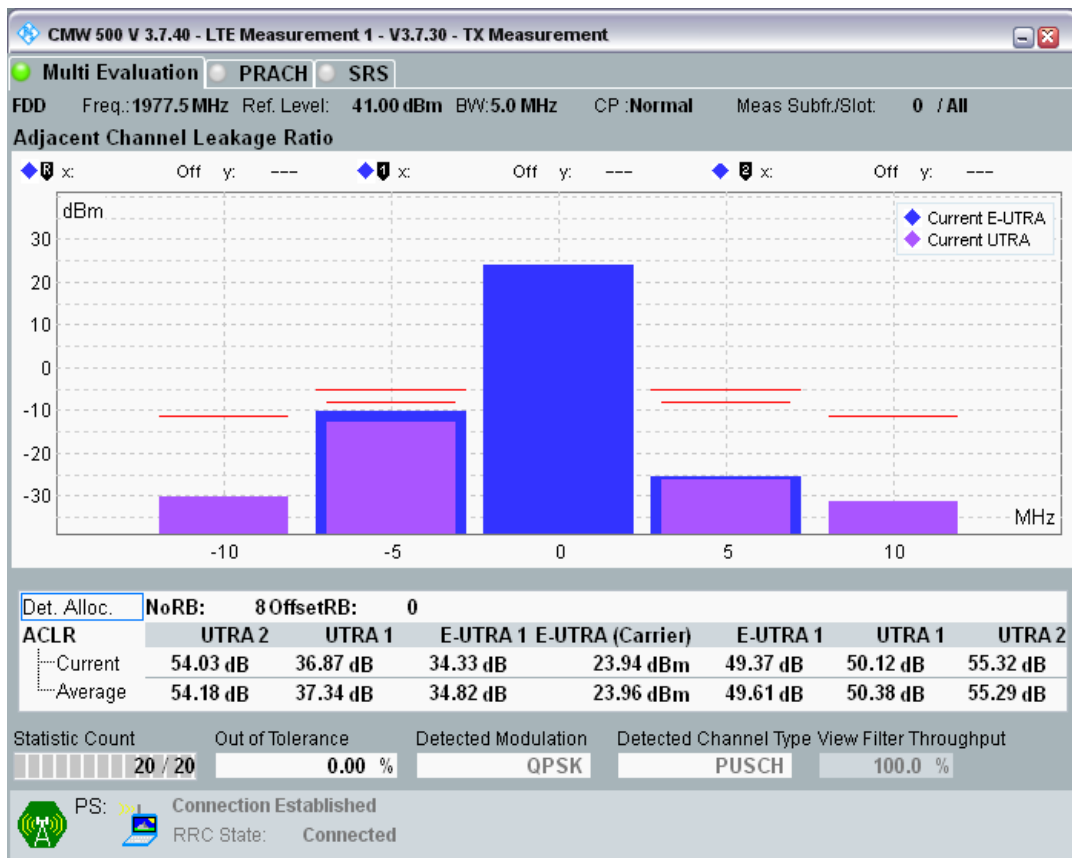 CMW 500 V 3.7.40 - LTE Measurement 1 - V3.7.30 - TX Measurement
Multi Evaluation PRACH SRS
FDD Freq.: 1977.5 MHz Ref. Level: 41.00 dBm BW: 5.0 MHz CP : Normal Meas Subfr./Slot: 0 / All
Adjacent Channel Leakage Ratio
R x: Off y: --- 1 x: Off y: --- 2 x: Off y: ---
dBm
Current E-UTRA
Current UTRA
30
20
10
0
-10
-20
-30
MHz
-10 -5 0 5 10
Det. Alloc. NoRB: 8 OffsetRB: 0
ACLR UTRA 2 UTRA 1 E-UTRA 1 E-UTRA (Carrier) E-UTRA 1 UTRA 1 UTRA 2
Current 54.03 dB 36.87 dB 34.33 dB 23.94 dBm 49.37 dB 50.12 dB 55.32 dB
Average 54.18 dB 37.34 dB 34.82 dB 23.96 dBm 49.61 dB 50.38 dB 55.29 dB
Statistic Count Out of Tolerance Detected Modulation Detected Channel Type View Filter Throughput
20 / 20 0.00 % QPSK PUSCH 100.0 %
PS: Connection Established
RRC State: Connected